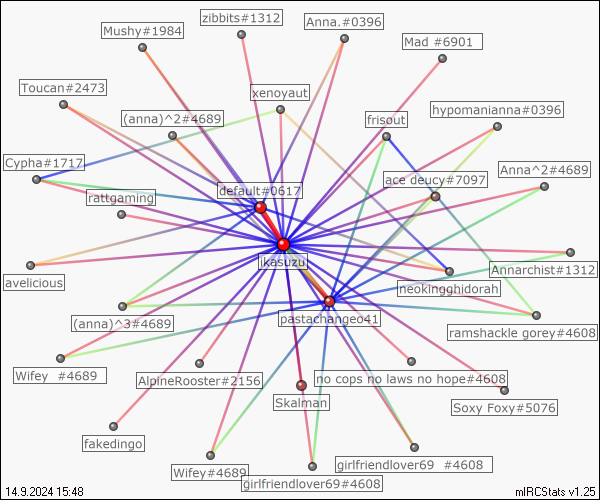 zibbits#1312
Anna.#0396
Mushy#1984
Mad #6901
Toucan#2473
xenoyaut
hypomanianna#0396
(anna)^2#4689
frisout
Cypha#1717
Anna^2#4689
ace deucy#7097
default#0617
rattgaming
ikasuzu
Annarchist#1312
avelicious
neokingghidorah
pastachangeo41
(anna)^3#4689
ramshackle gorey#4608
Wifey #4689
AlpineRooster#2156
no cops no laws no hope#4608
Skalman
Soxy Foxy#5076
fakedingo
Wifey#4689
girlfriendlover69 #4608
girlfriendlover69#4608
14.9.2024 15:48
mIRCStats v1.25